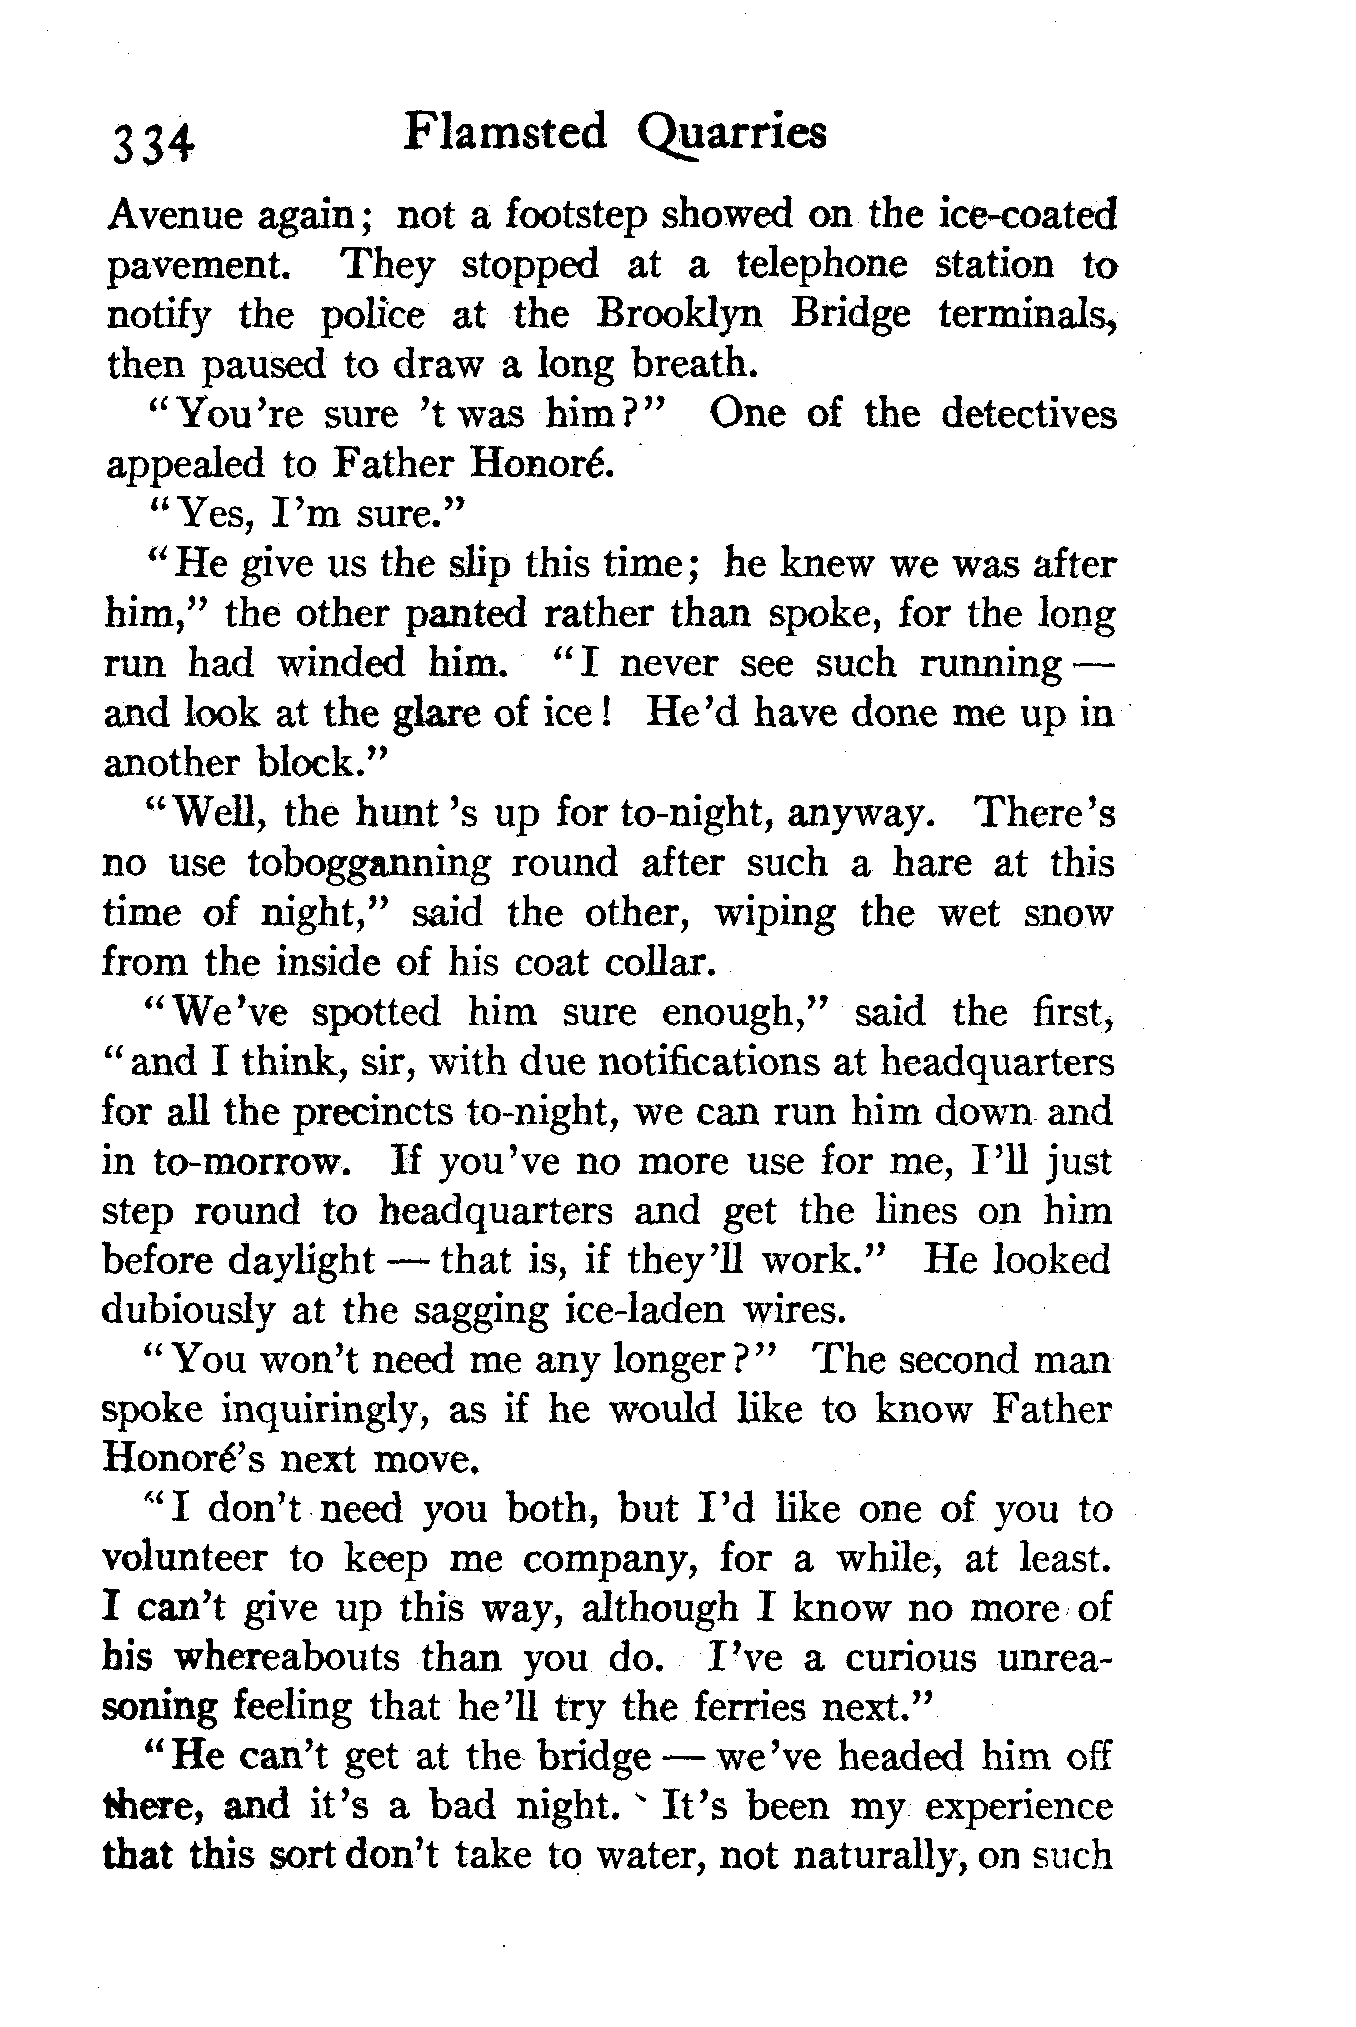 334 Flamsted Quarries
Avenue again; not a footstep showed on the ice-coated
pavement. They stopped at a telephone station to
notify the police at the Brooklyn Bridge terminals,
then paused to draw a long breath.
"You're sure 't was him?" One of the detectives
appealed to Father Honoré.
"Yes, I'm sure."
"He give us the slip this time; he knew we was after
him," the other panted rather than spoke, for the long
run had winded him. "I never see such running —
and look at the glare of ice! He'd have done me up in
another block."
"Well, the hunt 's up for to-night, anyway. There's
no use tobogganning round after such a hare at this
time of night," said the other, wiping the wet snow
from the inside of his coat collar.
"We've spotted him sure enough," said the first,
"and I think, sir, with due notifications at headquarters
for all the precincts to-night, we can run him down and
in to-morrow. If you've no more use for me, I'll just
step round to headquarters and get the lines on him
before daylight — that is, if they'll work." He looked
dubiously at the sagging ice-laden wires.
"You won't need me any longer?" The second man
spoke inquiringly, as if he would like to know Father
Honoré's next move.
"I don't need you both, but I'd like one of you to
volunteer to keep me company, for a while, at least.
I can't give up this way, although I know no more of
his whereabouts than you do. I've a curious unrea-
soning feeling that he'll try the ferries next."
"He can't get at the bridge — we've headed him off
there, and it's a bad night. It's been my experience
that this sort don't take to water, not naturally, on such